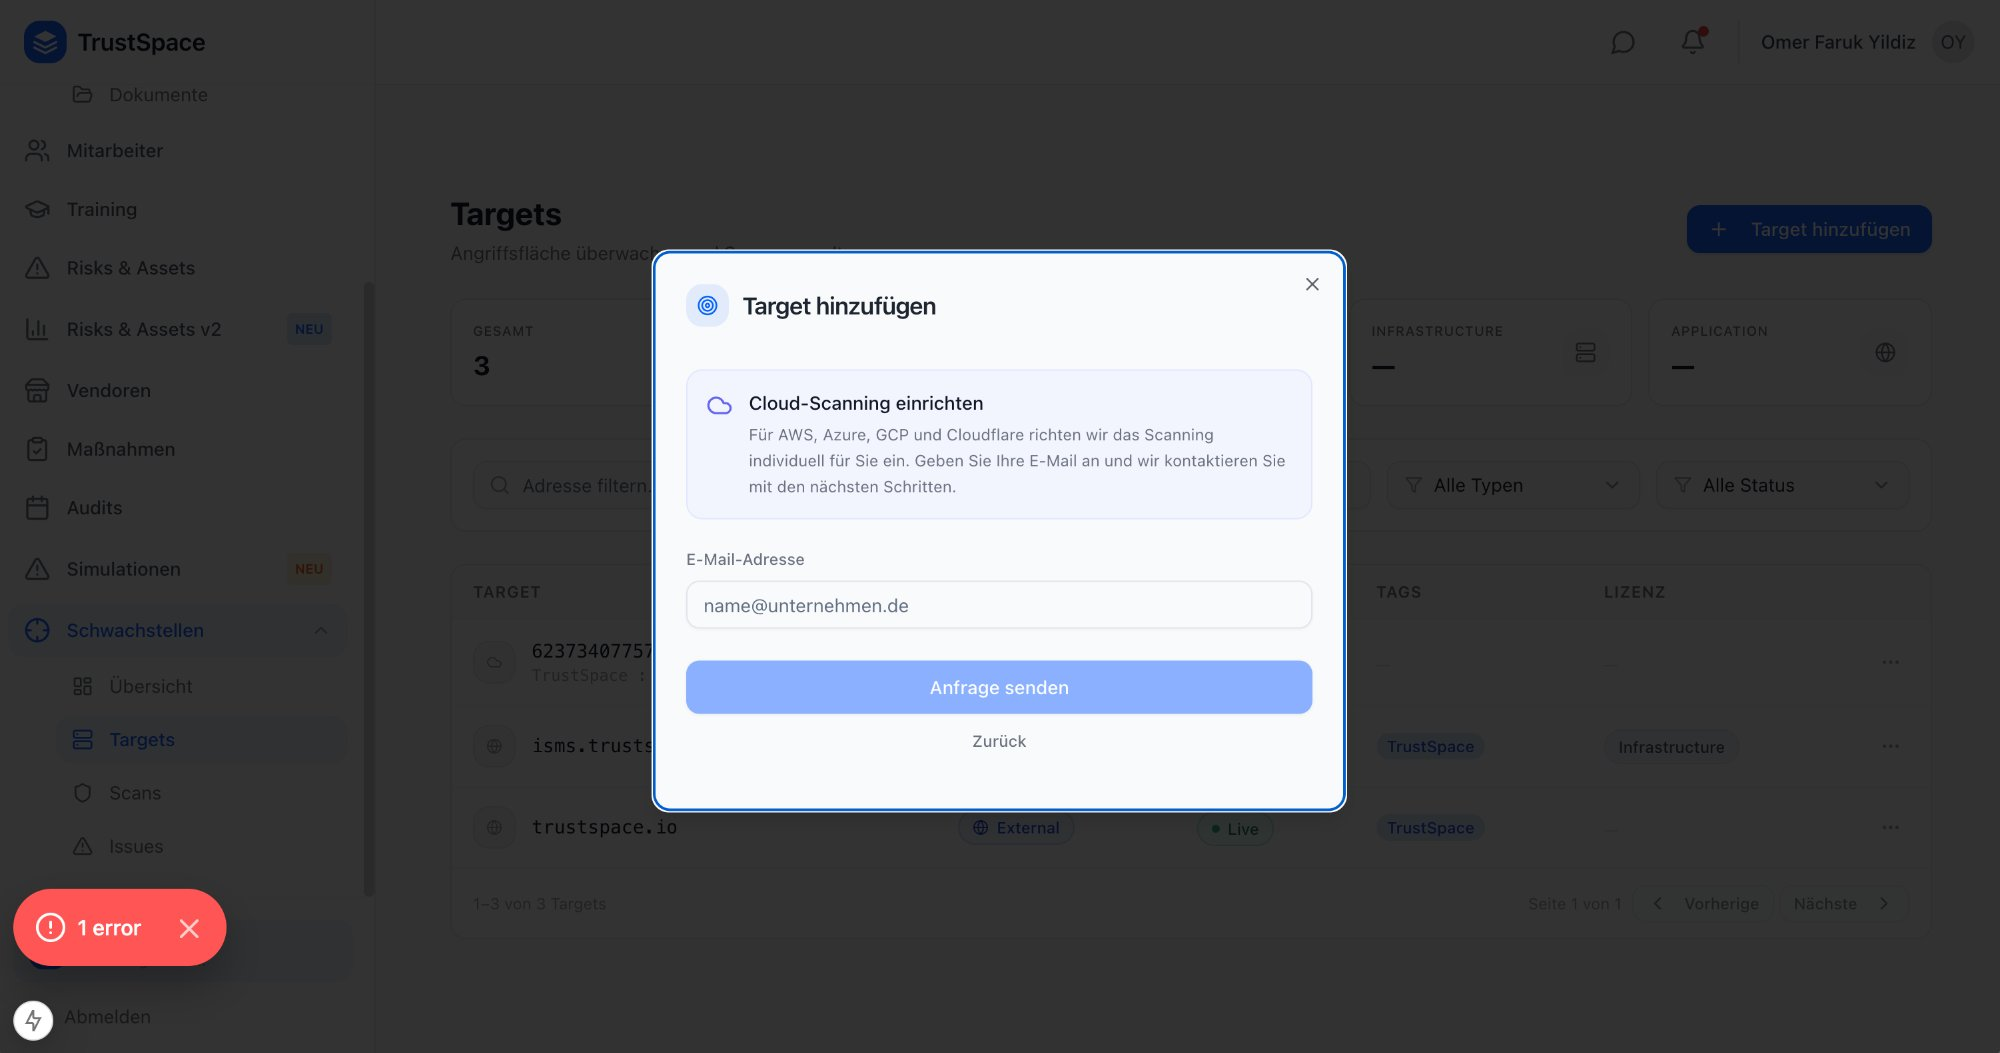 TrustSpace
Omer Faruk Yildiz
OY
Dokumente
Mitarbeiter
Training
Risks & Assets
Risks & Assets v2
NEU
Vendoren
Maßnahmen
Audits
Simulationen
NEU
Schwachstellen
Übersicht
Targets
Scans
Issues
1 error
Abmelden
Targets
Angriffsfläche überwach
Target hinzufügen
GESAMT
3
INFRASTRUCTURE
—
APPLICATION
—
Adresse filtern.
Alle Typen
Alle Status
TARGET
TAGS
LIZENZ
62373407757
TrustSpace :
—
—
isms.trusts
TrustSpace
Infrastructure
trustspace.io
External
Live
TrustSpace
—
1–3 von 3 Targets
Seite 1 von 1
Vorherige
Nächste
Target hinzufügen
Cloud-Scanning einrichten
Für AWS, Azure, GCP und Cloudflare richten wir das Scanning
individuell für Sie ein. Geben Sie Ihre E-Mail an und wir kontaktieren Sie
mit den nächsten Schritten.
E-Mail-Adresse
name@unternehmen.de
Anfrage senden
Zurück